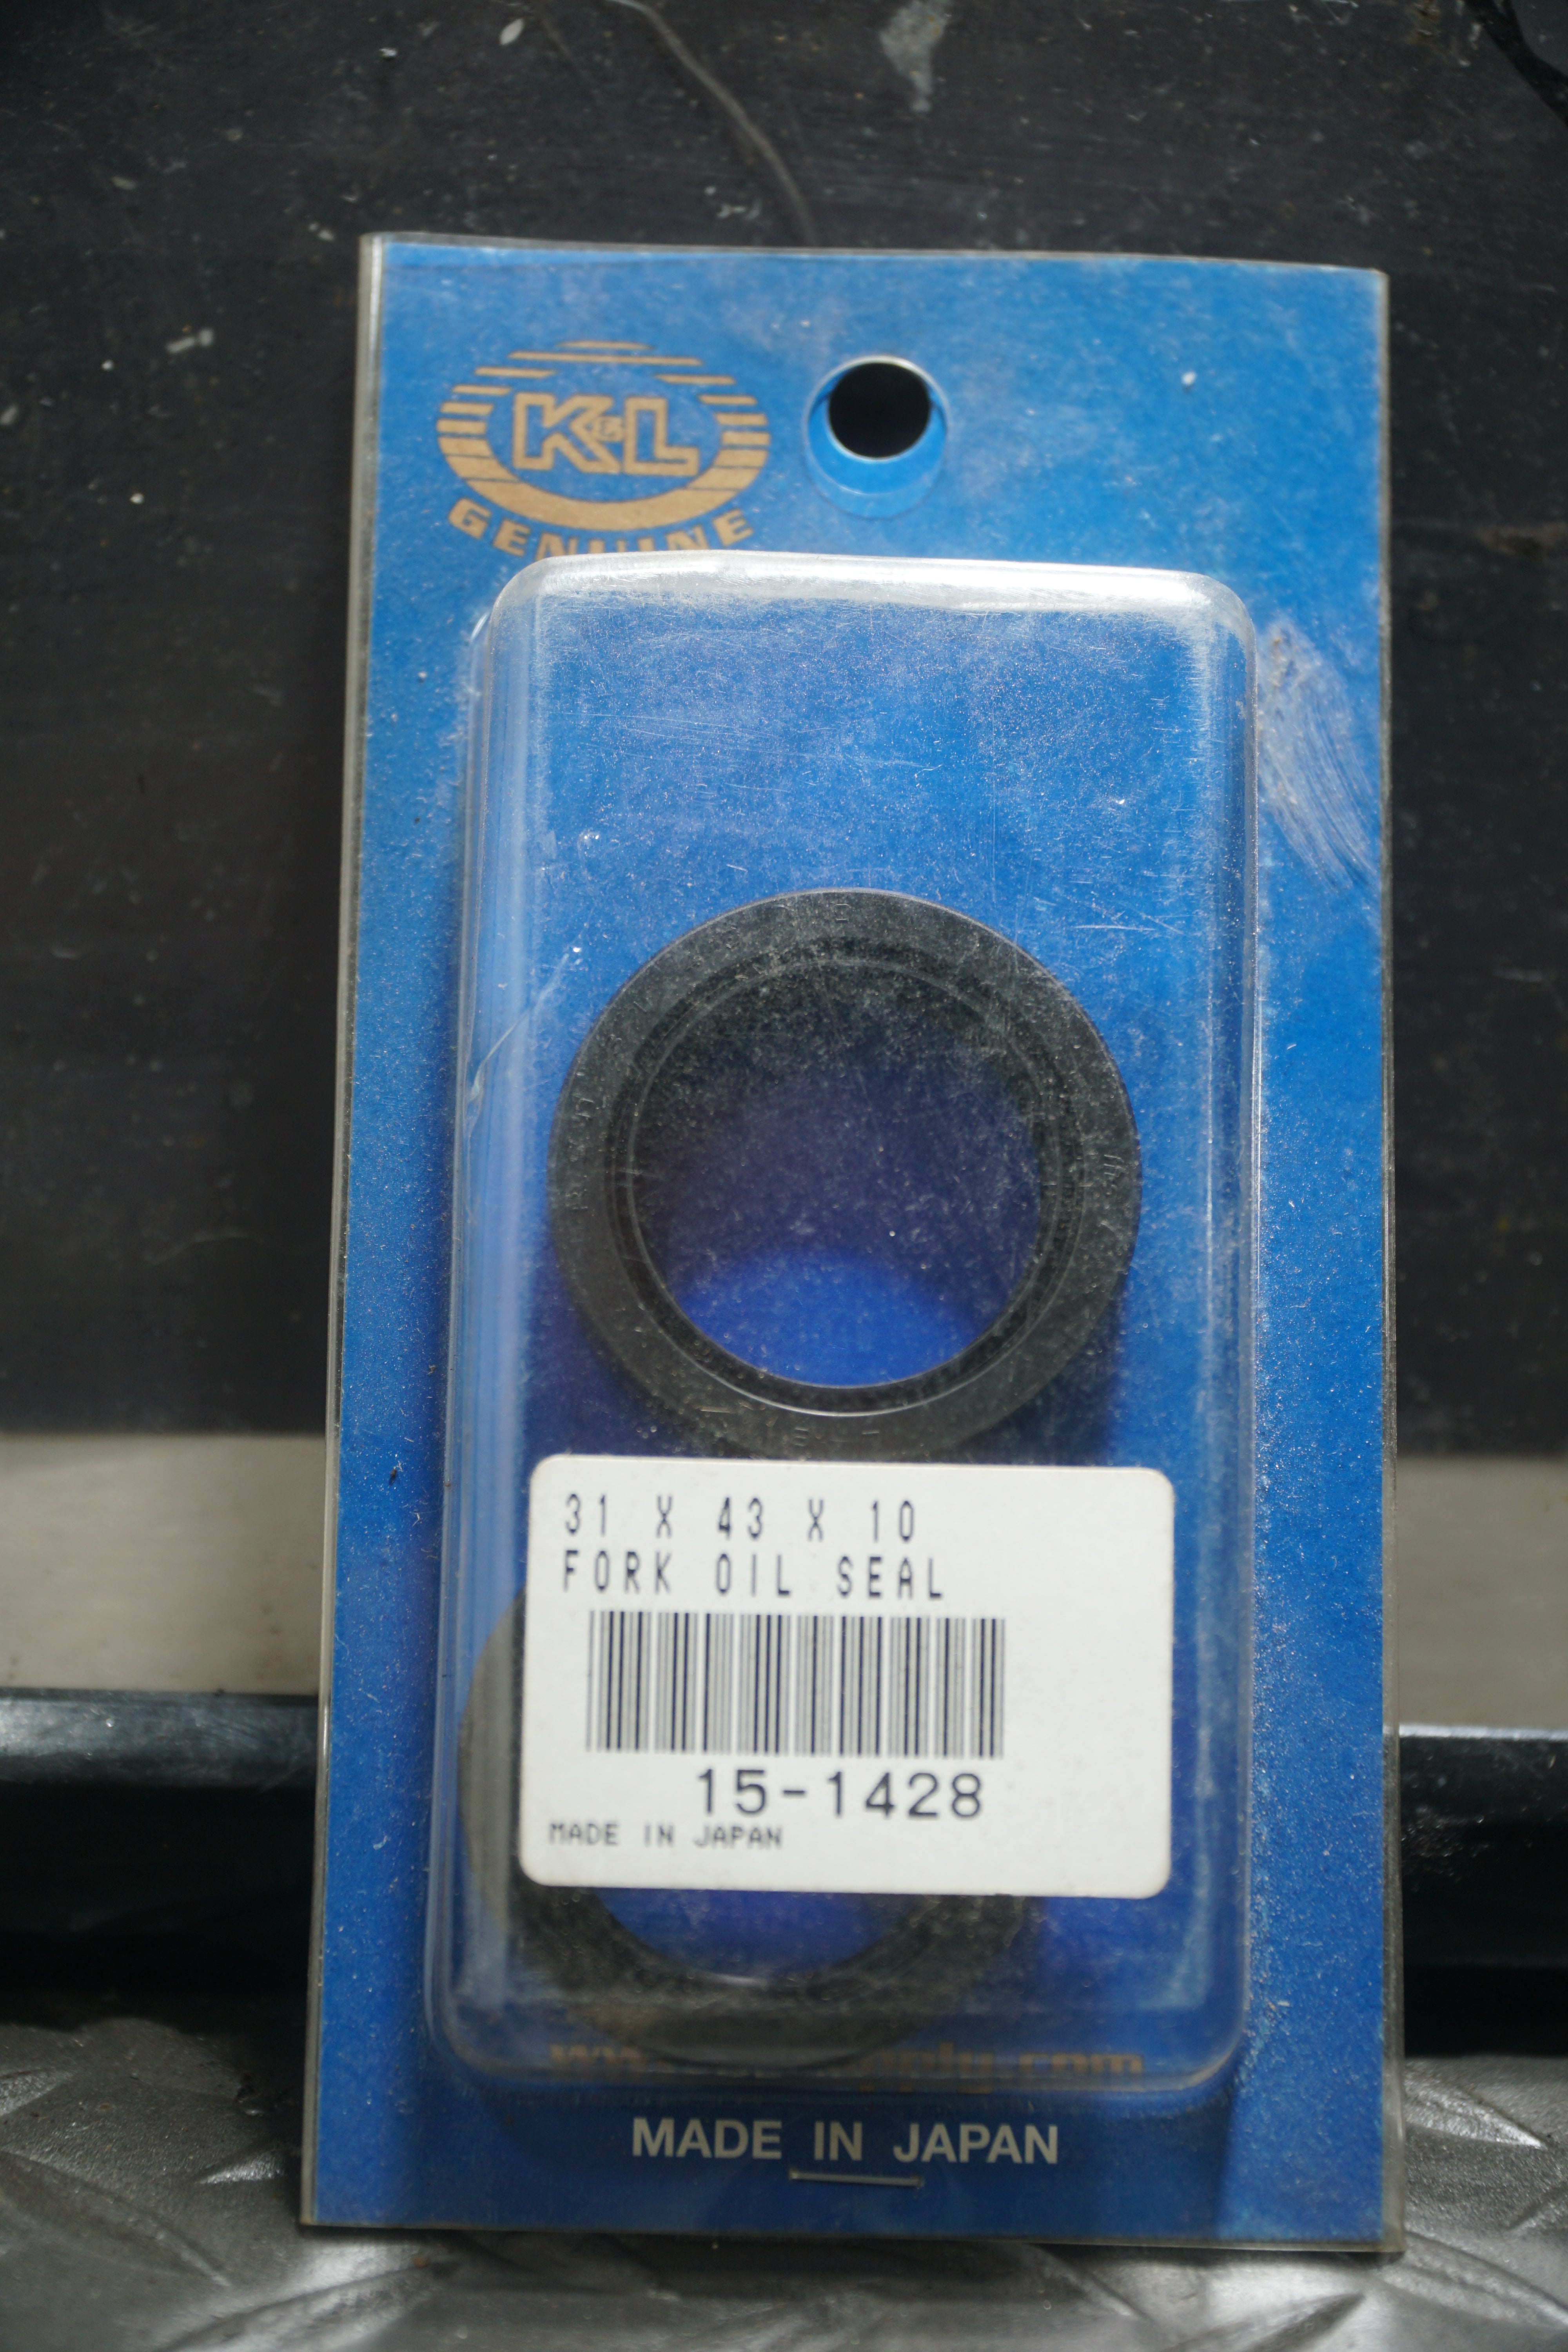 K&L
GENUINE
31 X 43 X 10
FORK OIL SEAL
15-1428
MADE IN JAPAN
MADE IN JAPAN